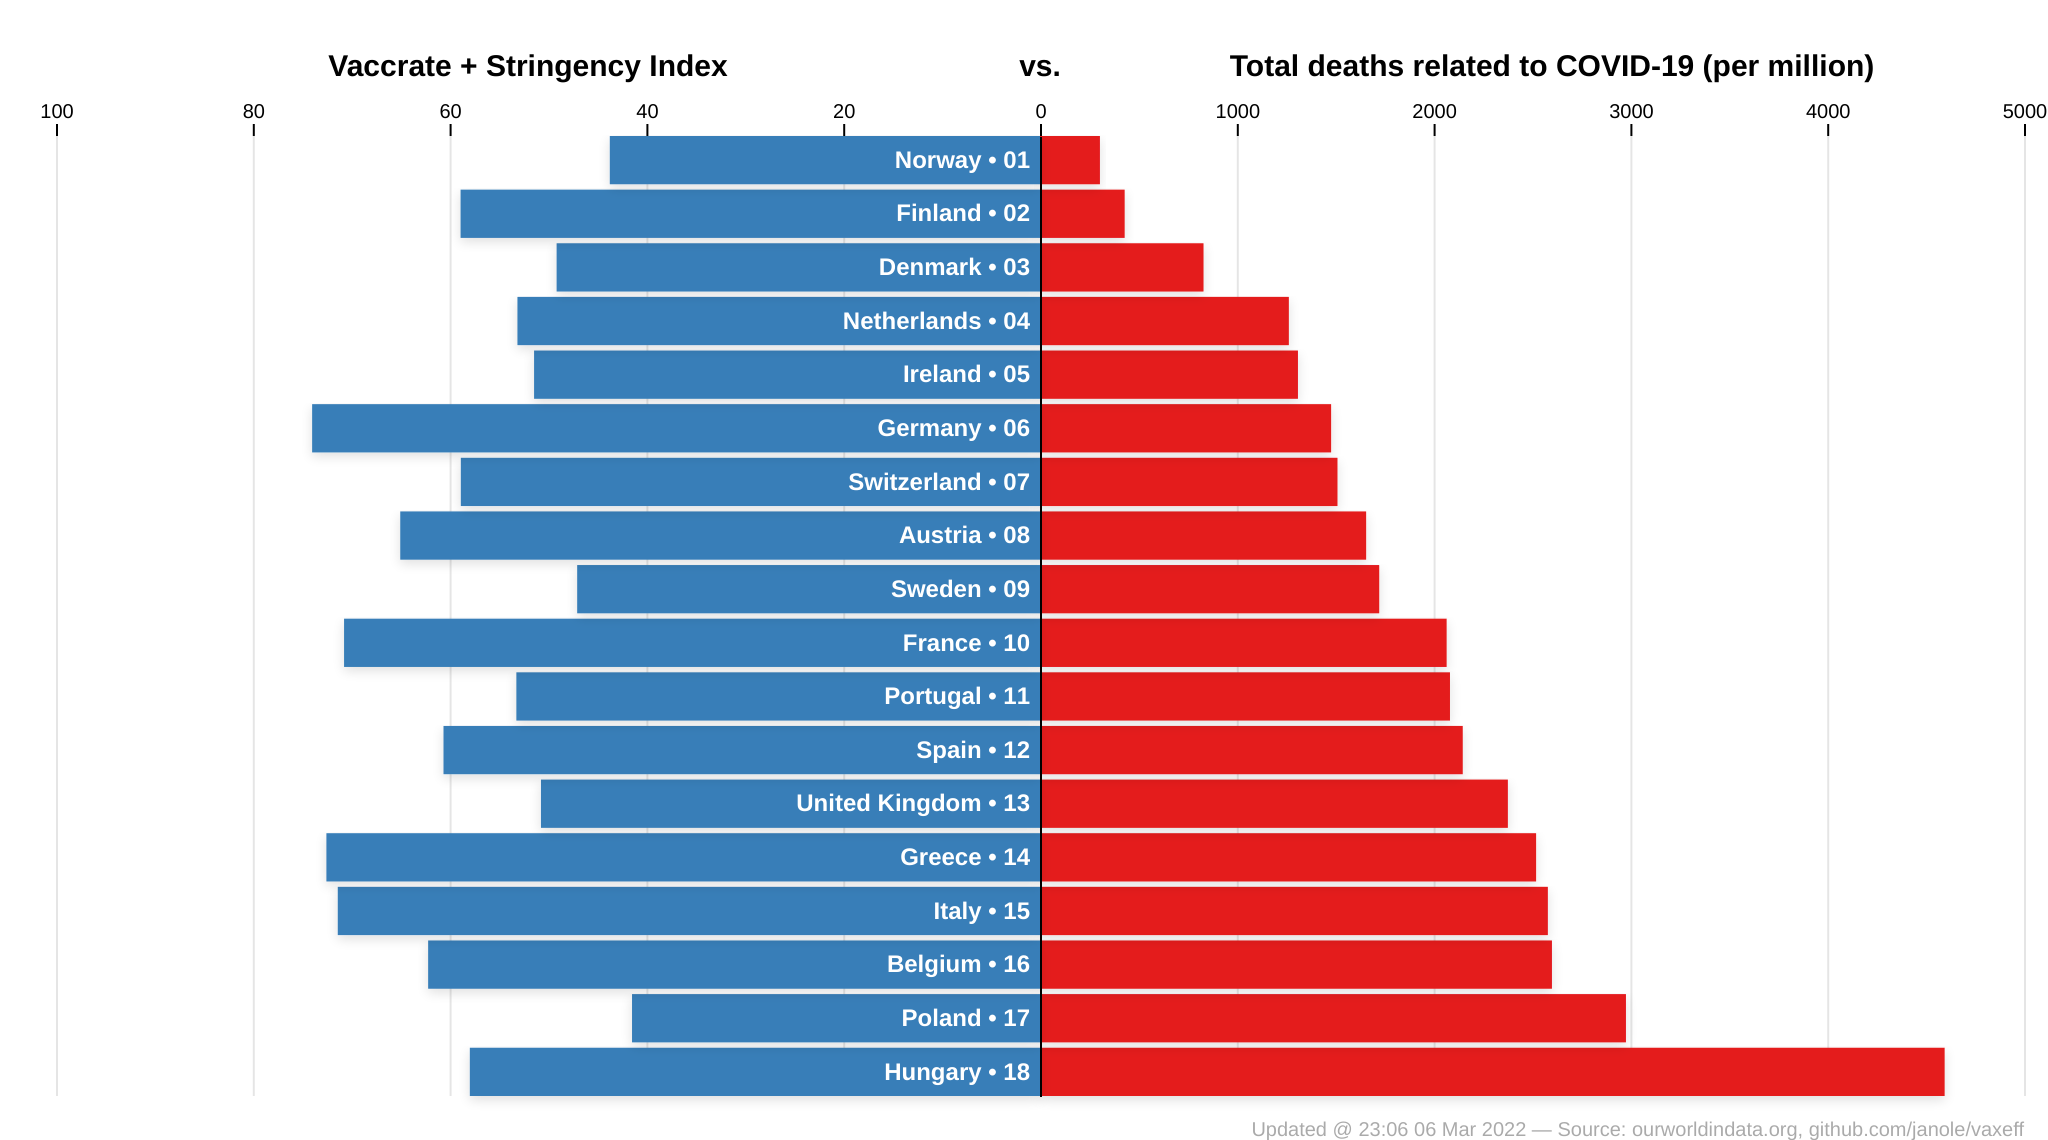 Vaccrate + Stringency Index vs. Total deaths related to COVID-19 (per million)
100 80 60 40 20 0 1000 2000 3000 4000 5000
Norway • 01
Finland • 02
Denmark • 03
Netherlands • 04
Ireland • 05
Germany • 06
Switzerland • 07
Austria • 08
Sweden • 09
France • 10
Portugal • 11
Spain • 12
United Kingdom • 13
Greece • 14
Italy • 15
Belgium • 16
Poland • 17
Hungary • 18
Updated @ 23:06 06 Mar 2022 — Source: ourworldindata.org, github.com/janole/vaxeff